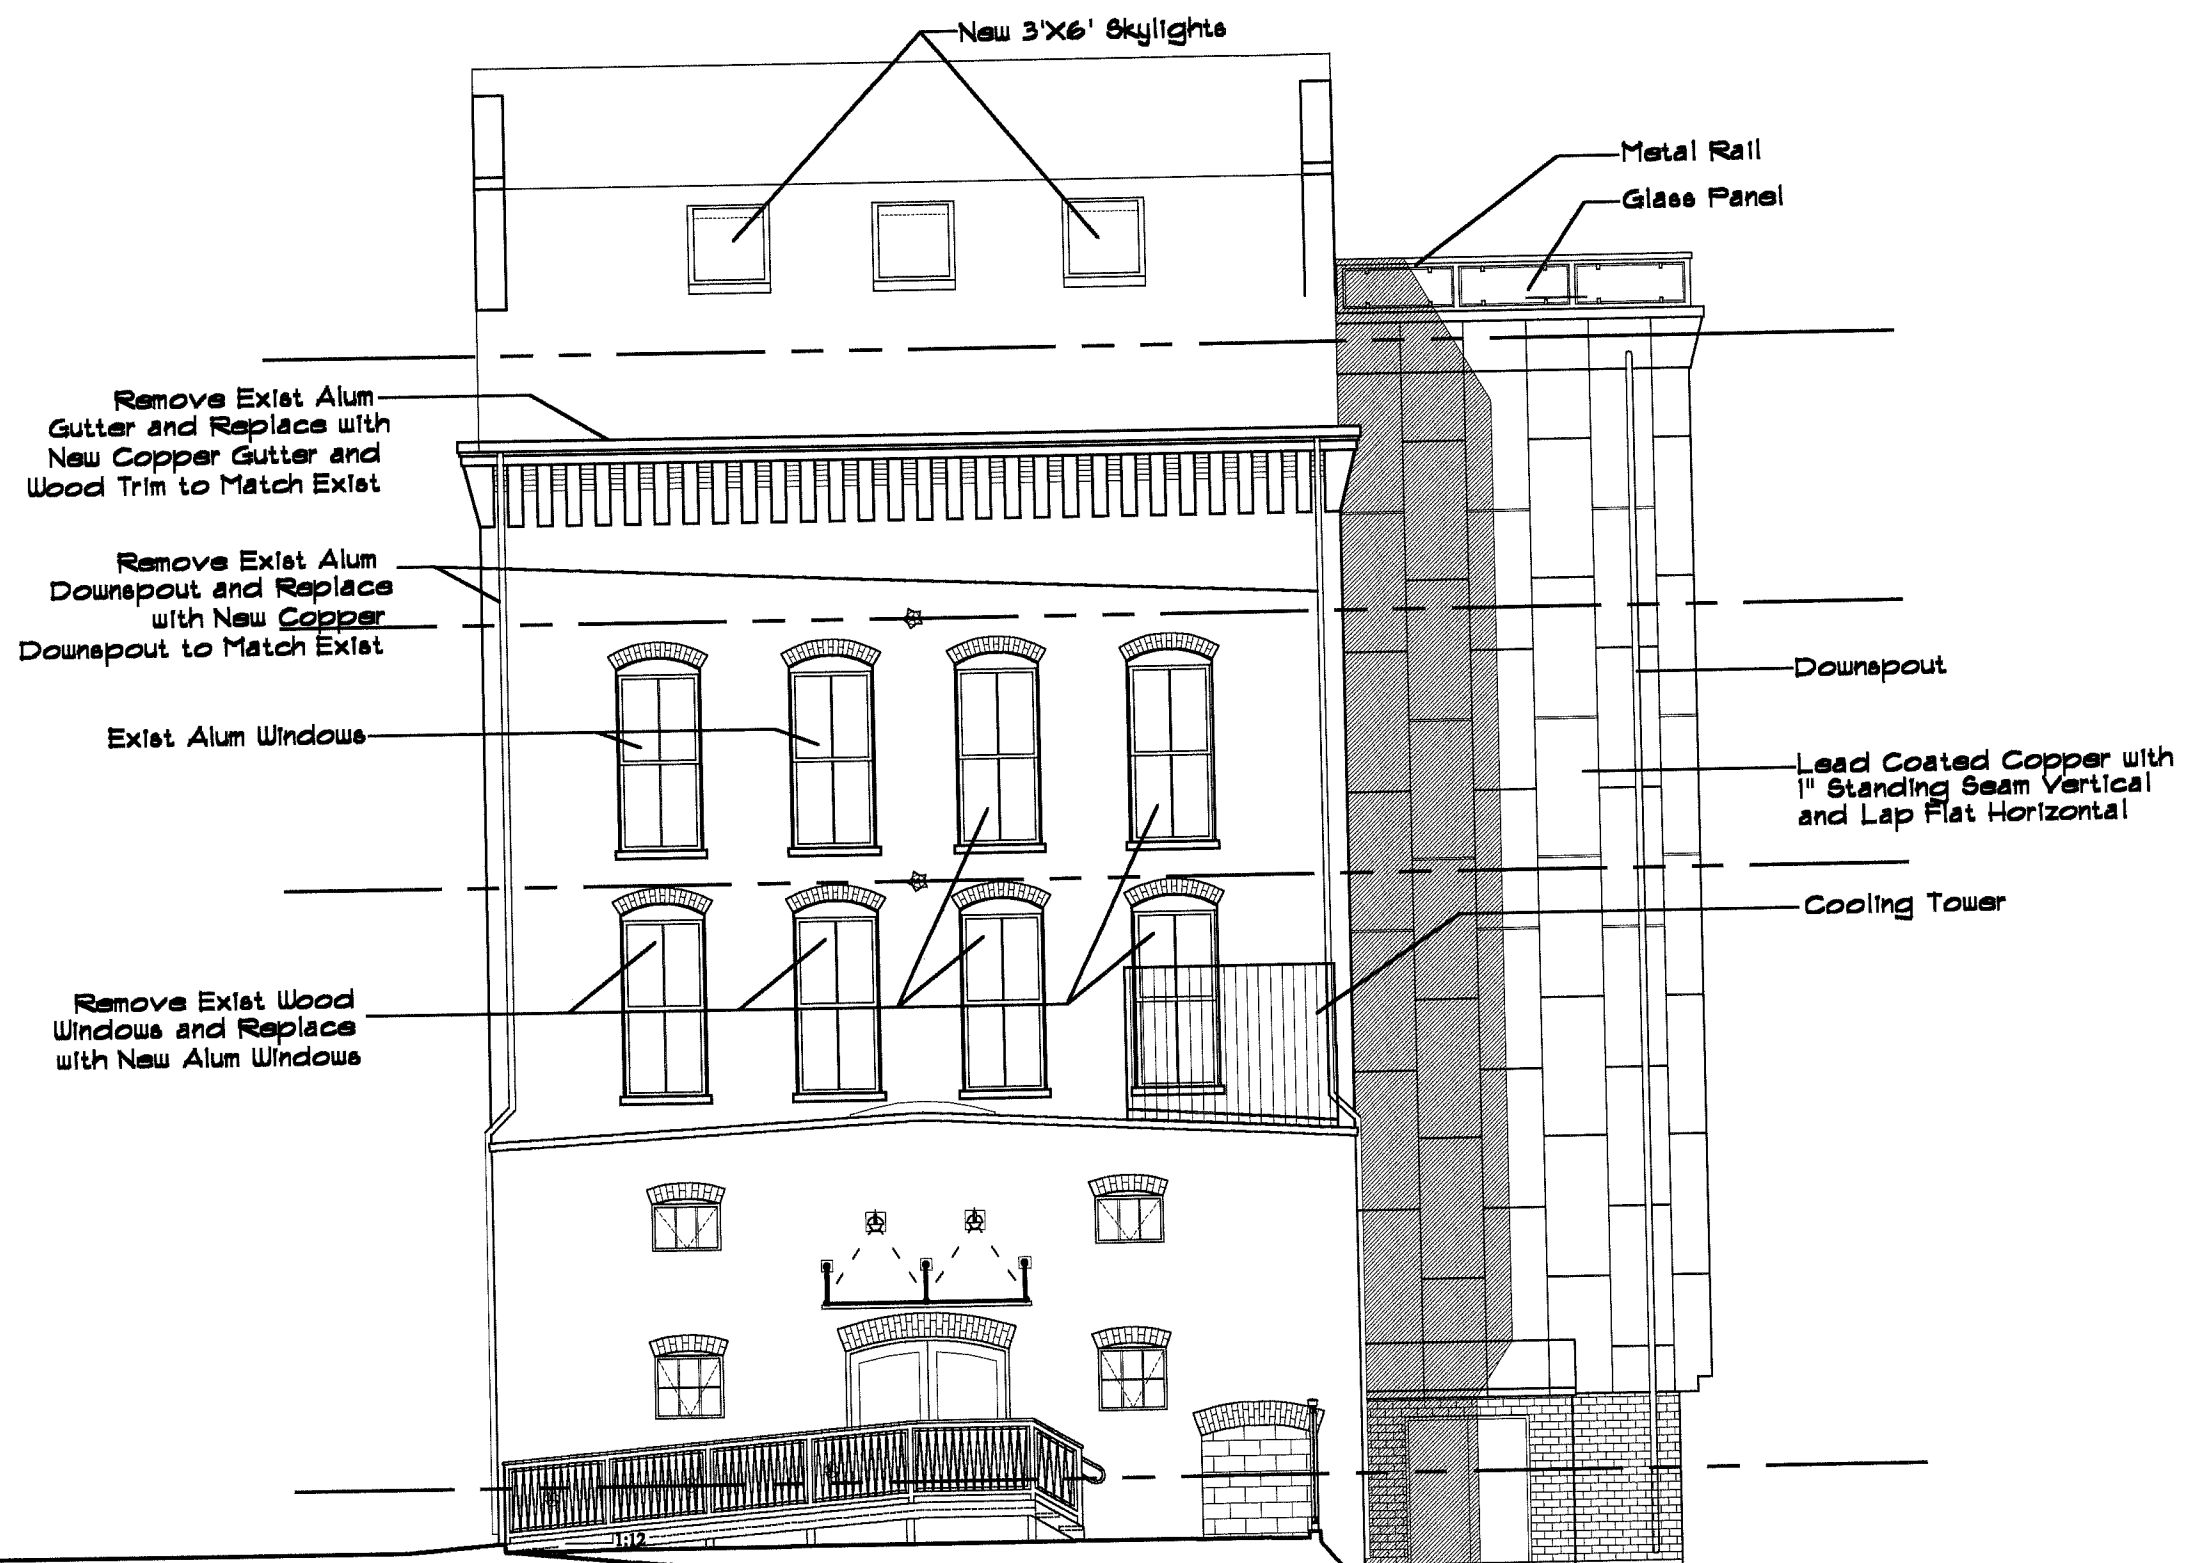 New 3'X6' Skylights
Metal Rail
Glass Panel
Remove Exist Alum
Gutter and Replace with
New Copper Gutter and
Wood Trim to Match Exist
Remove Exist Alum
Downspout and Replace
with New Copper
Downspout to Match Exist
Downspout
Exist Alum Windows
Lead Coated Copper with
1" Standing Seam Vertical
and Lap Flat Horizontal
Cooling Tower
Remove Exist Wood
Windows and Replace
with New Alum Windows
1:12